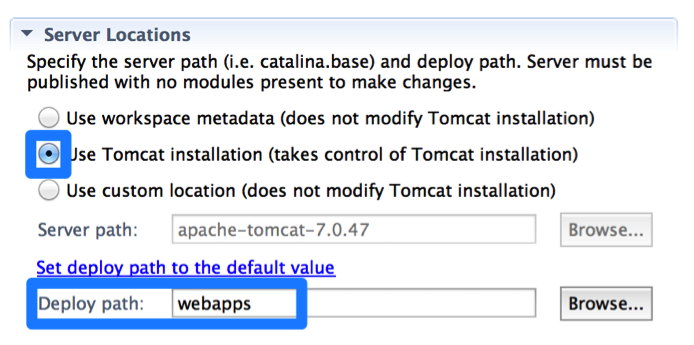 Server Locations
Specify the server path (i.e. catalina.base) and deploy path. Server must be
published with no modules present to make changes.
Use workspace metadata (does not modify Tomcat installation)
Use Tomcat installation (takes control of Tomcat installation)
Use custom location (does not modify Tomcat installation)
Server path: apache-tomcat-7.0.47 Browse...
Set deploy path to the default value
Deploy path: webapps Browse...